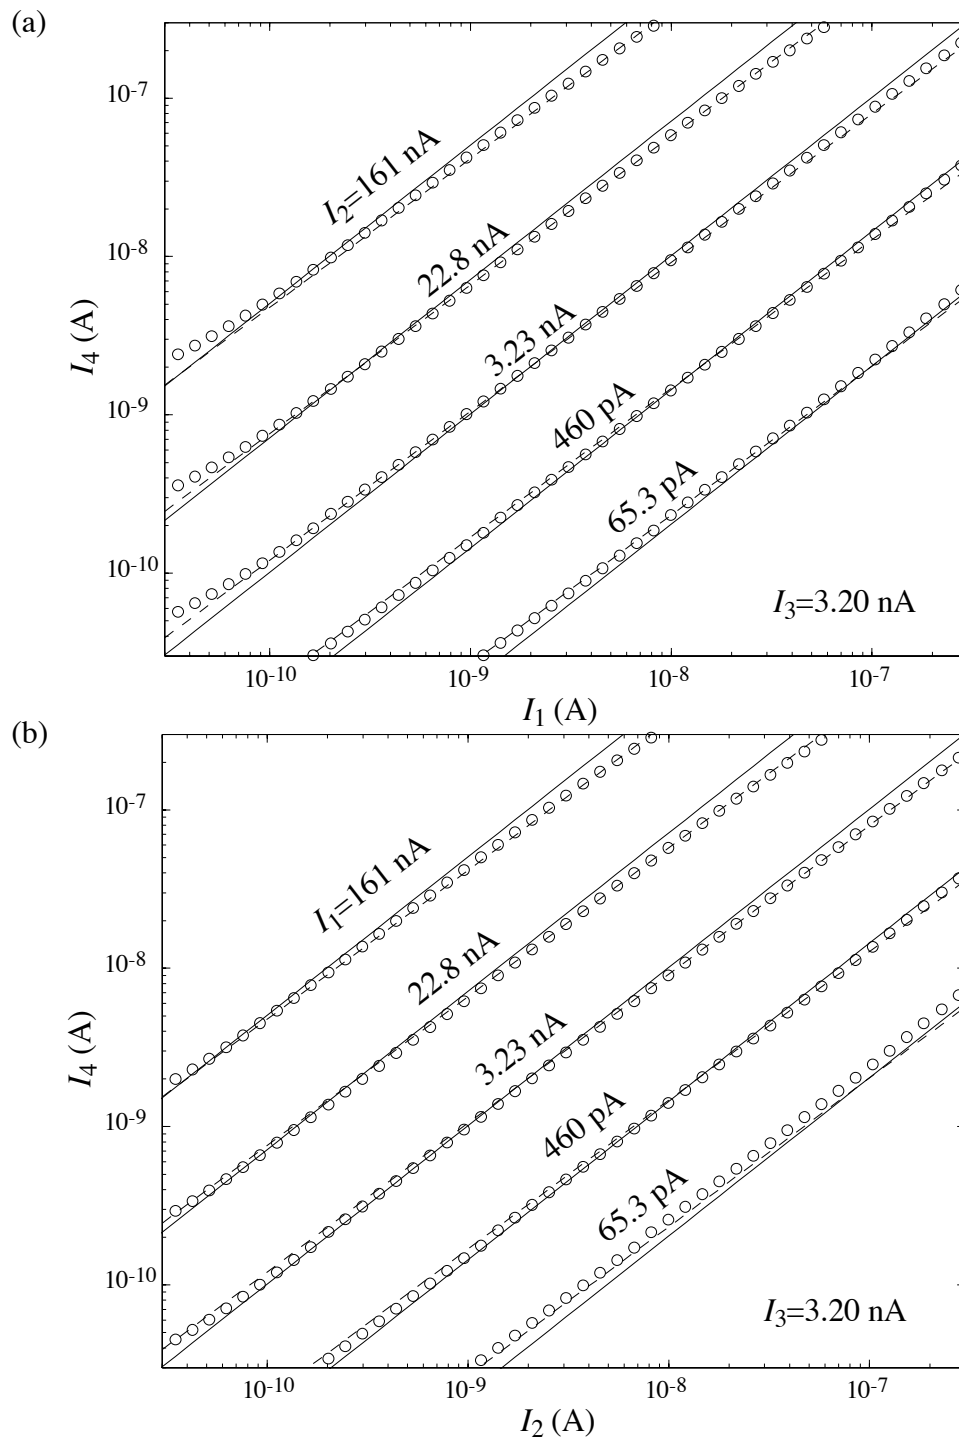 (a)
10⁻⁷
10⁻⁸
10⁻⁹
10⁻¹⁰
I₄ (A)
I₂=161 nA
22.8 nA
3.23 nA
460 pA
65.3 pA
I₃=3.20 nA
10⁻¹⁰ 10⁻⁹ 10⁻⁸ 10⁻⁷
I₁ (A)
(b)
10⁻⁷
10⁻⁸
10⁻⁹
10⁻¹⁰
I₄ (A)
I₁=161 nA
22.8 nA
3.23 nA
460 pA
65.3 pA
I₃=3.20 nA
10⁻¹⁰ 10⁻⁹ 10⁻⁸ 10⁻⁷
I₂ (A)